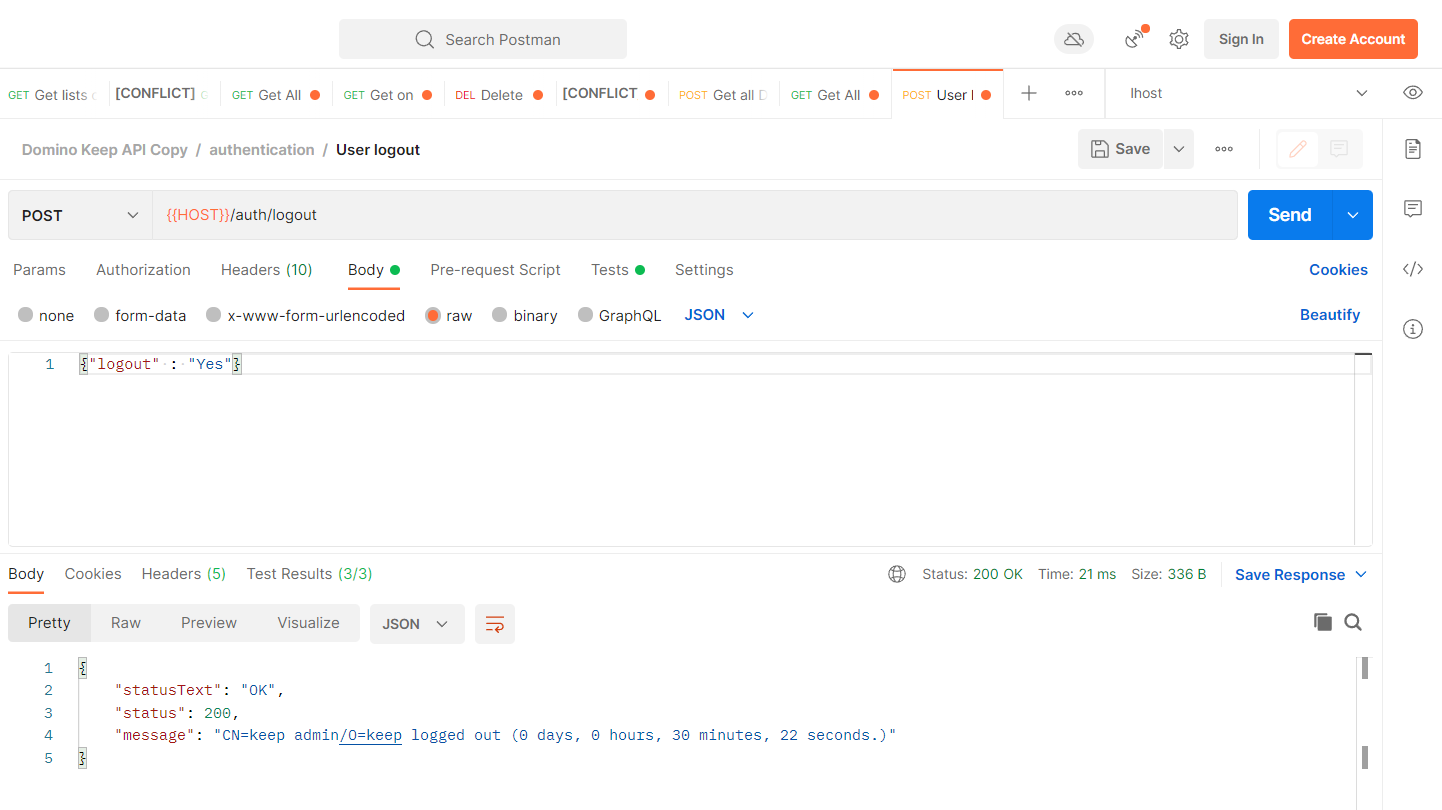 Search Postman
Sign In
Create Account
GET Get lists
[CONFLICT]
GET Get All
GET Get on
DEL Delete
[CONFLICT
POST Get all
GET Get All
POST User
lhost
Domino Keep API Copy / authentication / User logout
Save
POST
{{HOST}}/auth/logout
Send
Params Authorization Headers (10) Body Pre-request Script Tests Settings Cookies
none form-data x-www-form-urlencoded raw binary GraphQL JSON Beautify
1 {"logout" : "Yes"}
Body Cookies Headers (5) Test Results (3/3) Status: 200 OK Time: 21 ms Size: 336 B Save Response
Pretty Raw Preview Visualize JSON
1 {
2 "statusText": "OK",
3 "status": 200,
4 "message": "CN=keep admin/O=keep logged out (0 days, 0 hours, 30 minutes, 22 seconds.)"
5 }